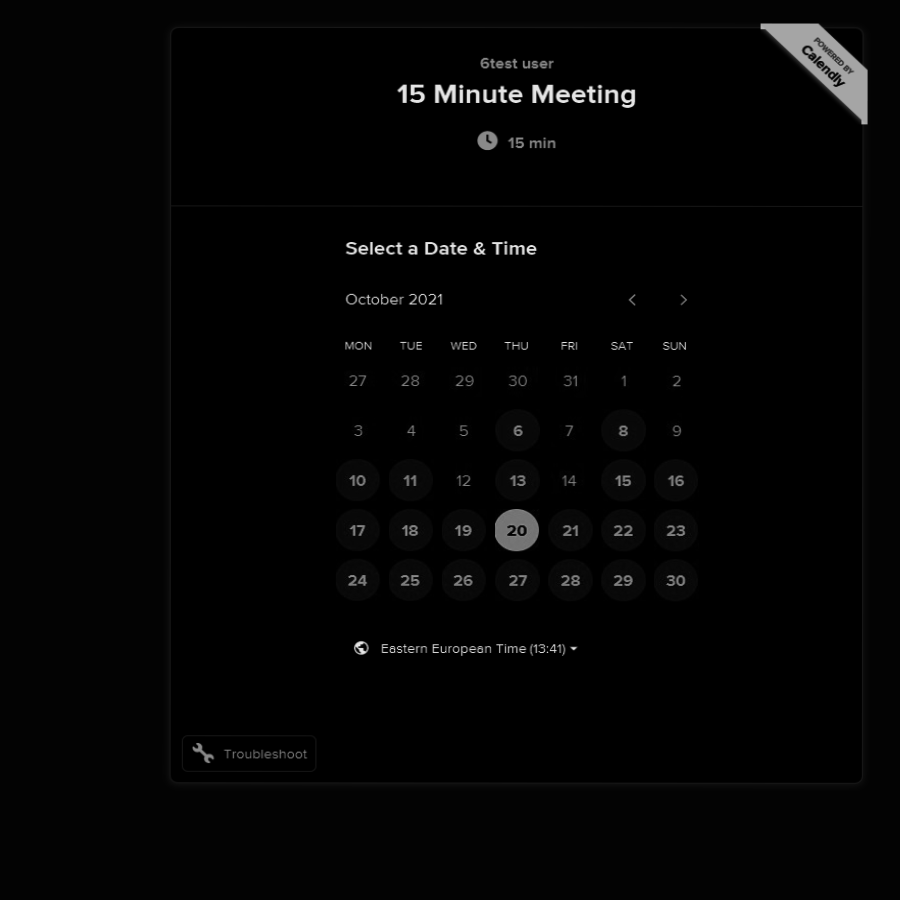 POWERED BY
Calendly
6test user
15 Minute Meeting
15 min
Select a Date & Time
October 2021
MON TUE WED THU FRI SAT SUN
27 28 29 30 31 1 2
3 4 5 6 7 8 9
10 11 12 13 14 15 16
17 18 19 20 21 22 23
24 25 26 27 28 29 30
Eastern European Time (13:41)
Troubleshoot